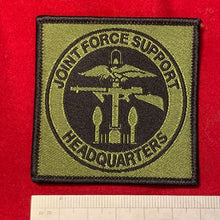 JOINT FORCE SUPPORT
HEADQUARTERS